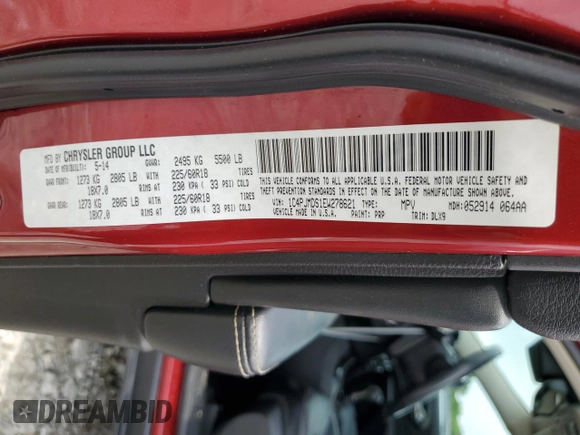 MFD BY CHRYSLER GROUP LLC
DATE OF MFR(BUILT): 5-14 GVWR: 2495 KG 5500 LB
GAWR FRONT: 1273 KG 2805 LB WITH 225/60R18 TIRES
18X7.0 RIMS AT 230 KPA ( 33 PSI) COLD
GAWR REAR: 1273 KG 2805 LB WITH 225/60R18 TIRES
18X7.0 RIMS AT 230 KPA ( 33 PSI) COLD
THIS VEHICLE CONFORMS TO ALL APPLICABLE U.S.A. FEDERAL MOTOR VEHICLE SAFETY AND
THEFT PREVENTION STANDARDS IN EFFECT ON THE DATE OF MANUFACTURE SHOWN ABOVE.
MADE IN U.S.A.
VIN: 1C4PJMDS1EW278621 TYPE: MPV MDH: 052914 064AA
PAINT: PRP TRIM: DLX9
DREAMBID